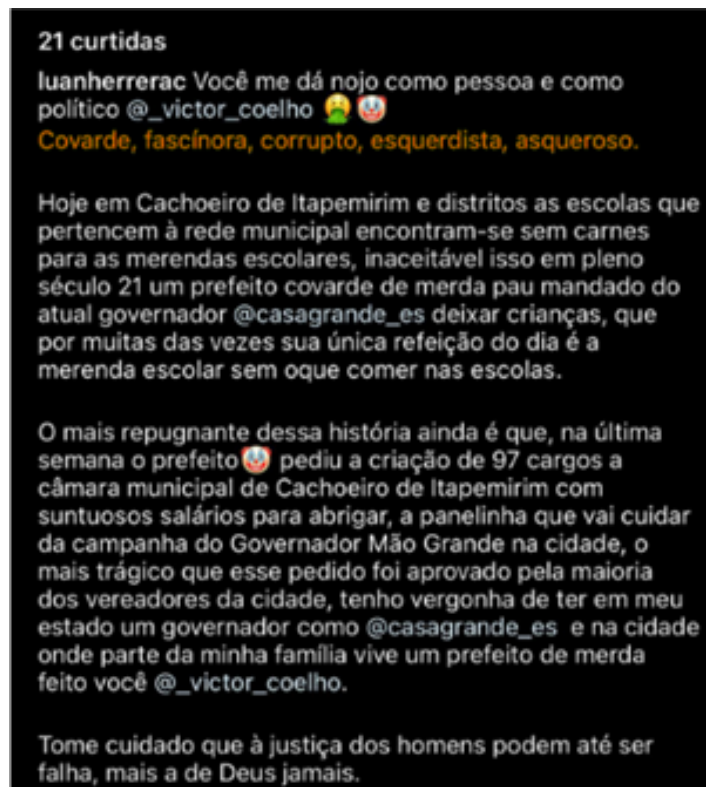 21 curtidas
luanherrerac Você me dá nojo como pessoa e como
político @_victor_coelho 🤮🤡
Covarde, fascínora, corrupto, esquerdista, asqueroso.
Hoje em Cachoeiro de Itapemirim e distritos as escolas que
pertencem à rede municipal encontram-se sem carnes
para as merendas escolares, inaceitável isso em pleno
século 21 um prefeito covarde de merda pau mandado do
atual governador @casagrande_es deixar crianças, que
por muitas das vezes sua única refeição do dia é a
merenda escolar sem oque comer nas escolas.
O mais repugnante dessa história ainda é que, na última
semana o prefeito🤡 pediu a criação de 97 cargos a
câmara municipal de Cachoeiro de Itapemirim com
suntuosos salários para abrigar, a panelinha que vai cuidar
da campanha do Governador Mão Grande na cidade, o
mais trágico que esse pedido foi aprovado pela maioria
dos vereadores da cidade, tenho vergonha de ter em meu
estado um governador como @casagrande_es e na cidade
onde parte da minha família vive um prefeito de merda
feito você @_victor_coelho.
Tome cuidado que à justiça dos homens podem até ser
falha, mais a de Deus jamais.